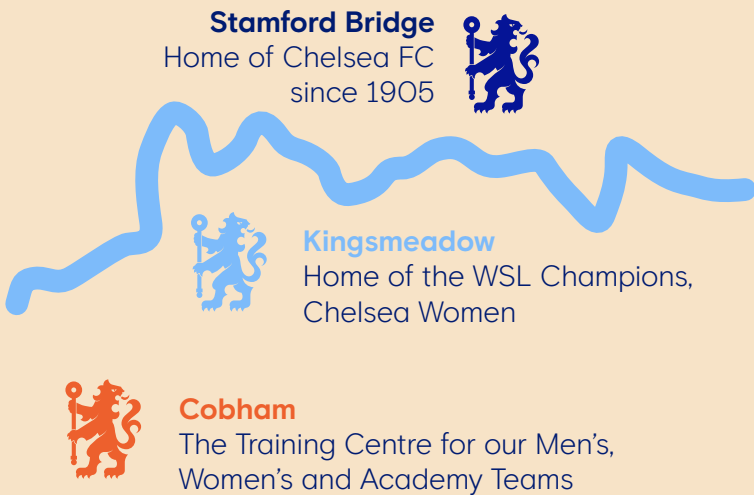 Stamford Bridge
Home of Chelsea FC
since 1905
Kingsmeadow
Home of the WSL Champions,
Chelsea Women
Cobham
The Training Centre for our Men’s,
Women’s and Academy Teams